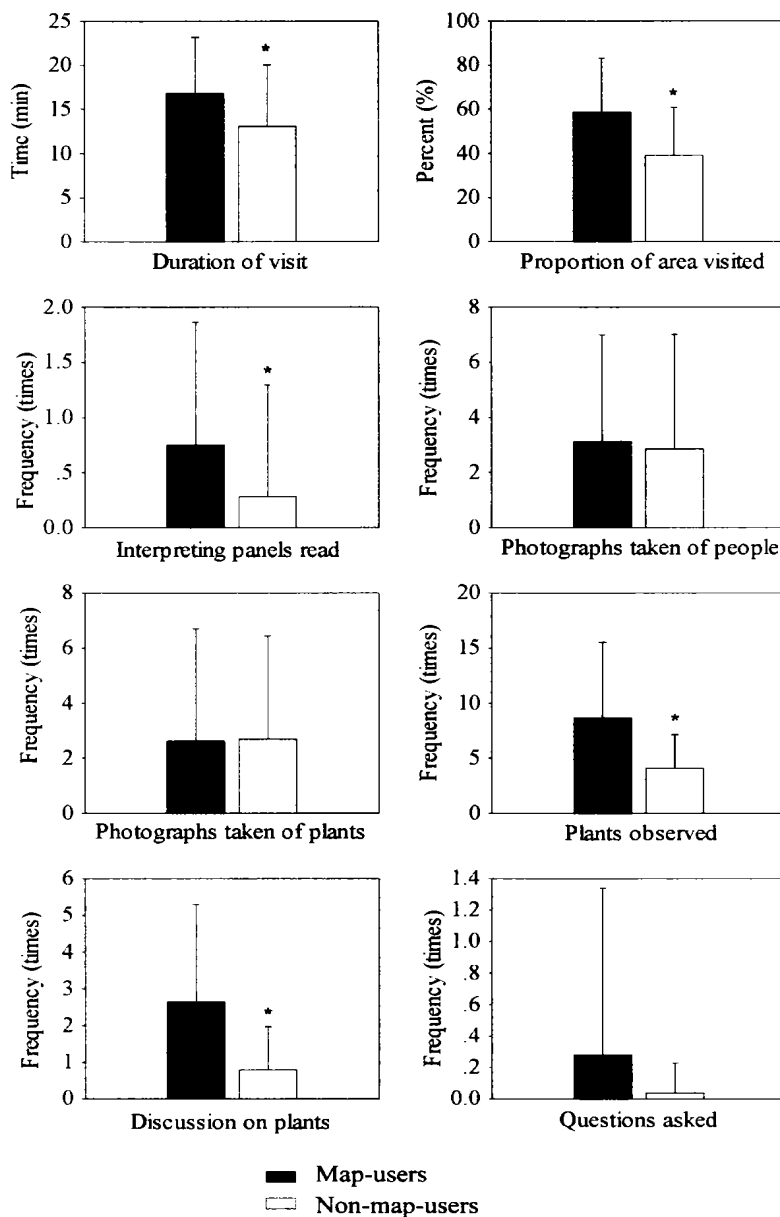 25
20
15
10
5
0
Time (min)
*
Duration of visit
100
80
60
40
20
0
Percent (%)
*
Proportion of area visited
2.0
1.5
1.0
.5
0.0
Frequency (times)
*
Interpreting panels read
8
6
4
2
0
Frequency (times)
Photographs taken of people
8
6
4
2
0
Frequency (times)
Photographs taken of plants
20
15
10
5
0
Frequency (times)
*
Plants observed
6
5
4
3
2
1
0
Frequency (times)
*
Discussion on plants
1.4
1.2
1.0
.8
.6
.4
.2
0.0
Frequency (times)
Questions asked
Map-users
Non-map-users